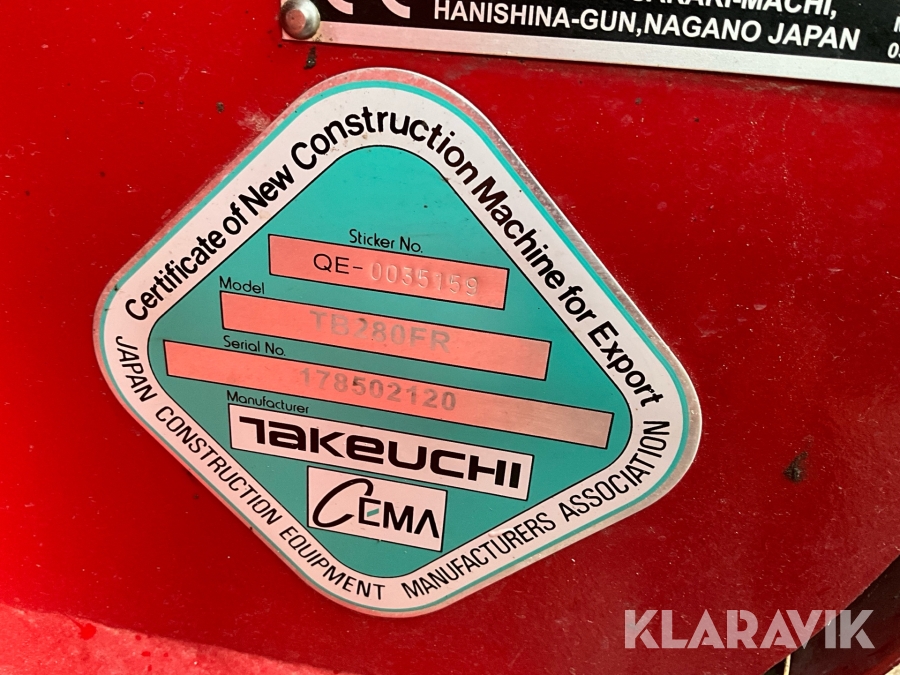 HANISHINA-GUN,NAGANO JAPAN
Certificate of New Construction Machine for Export
Sticker No.
QE-0055159
Model
TB280FR
Serial No.
178502120
Manufacturer
TAKEUCHI
CEMA
JAPAN CONSTRUCTION EQUIPMENT MANUFACTURERS ASSOCIATION
KLARAVIK